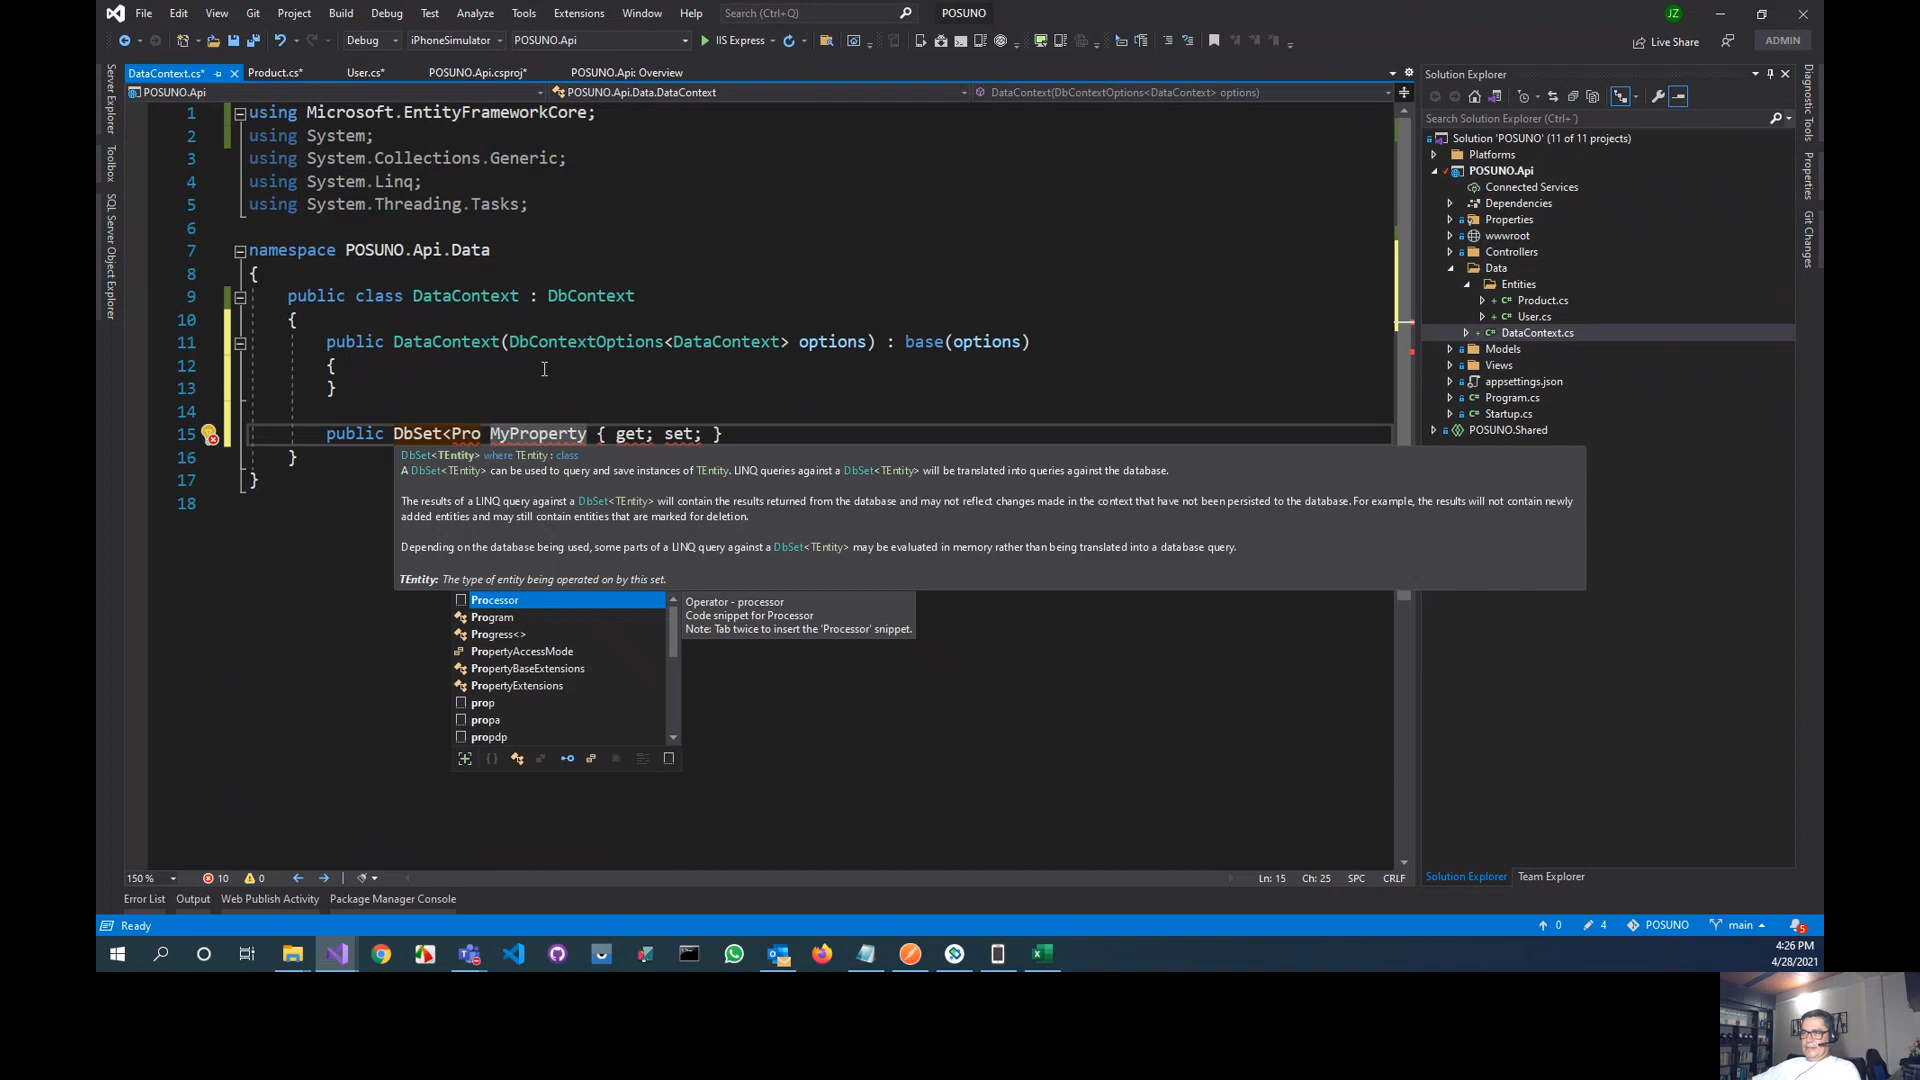 File Edit View Git Project Build Debug Test Analyze Tools Extensions Window Help Search (Ctrl+Q) POSUNO JZ
Debug iPhoneSimulator POSUNO.Api IIS Express Live Share ADMIN
DataContext.cs* Product.cs* User.cs* POSUNO.Api.csproj* POSUNO.Api: Overview
POSUNO.Api POSUNO.Api.Data.DataContext DataContext(DbContextOptions<DataContext> options)
Server Explorer
Toolbox
SQL Server Object Explorer
1 using Microsoft.EntityFrameworkCore;
2 using System;
3 using System.Collections.Generic;
4 using System.Linq;
5 using System.Threading.Tasks;
6
7 namespace POSUNO.Api.Data
8 {
9 public class DataContext : DbContext
10 {
11 public DataContext(DbContextOptions<DataContext> options) : base(options)
12 {
13 }
14
15 public DbSet<Pro MyProperty { get; set; }
16 }
17 }
18
DbSet<TEntity> where TEntity : class
A DbSet<TEntity> can be used to query and save instances of TEntity. LINQ queries against a DbSet<TEntity> will be translated into queries against the database.
The results of a LINQ query against a DbSet<TEntity> will contain the results returned from the database and may not reflect changes made in the context that have not been persisted to the database. For example, the results will not contain newly
added entities and may still contain entities that are marked for deletion.
Depending on the database being used, some parts of a LINQ query against a DbSet<TEntity> may be evaluated in memory rather than being translated into a database query.
TEntity: The type of entity being operated on by this set.
Processor
Program
Progress<>
PropertyAccessMode
PropertyBaseExtensions
PropertyExtensions
prop
propa
propdp
Operator - processor
Code snippet for Processor
Note: Tab twice to insert the 'Processor' snippet.
Solution Explorer
Search Solution Explorer (Ctrl+´)
Solution 'POSUNO' (11 of 11 projects)
Platforms
POSUNO.Api
Connected Services
Dependencies
Properties
wwwroot
Controllers
Data
Entities
C# Product.cs
C# User.cs
C# DataContext.cs
Models
Views
appsettings.json
C# Program.cs
C# Startup.cs
POSUNO.Shared
Diagnostic Tools
Properties
Git Changes
150 % 10 0 Ln: 15 Ch: 25 SPC CRLF
Solution Explorer Team Explorer
Error List Output Web Publish Activity Package Manager Console
Ready 0 4 POSUNO main 5
4:26 PM
4/28/2021